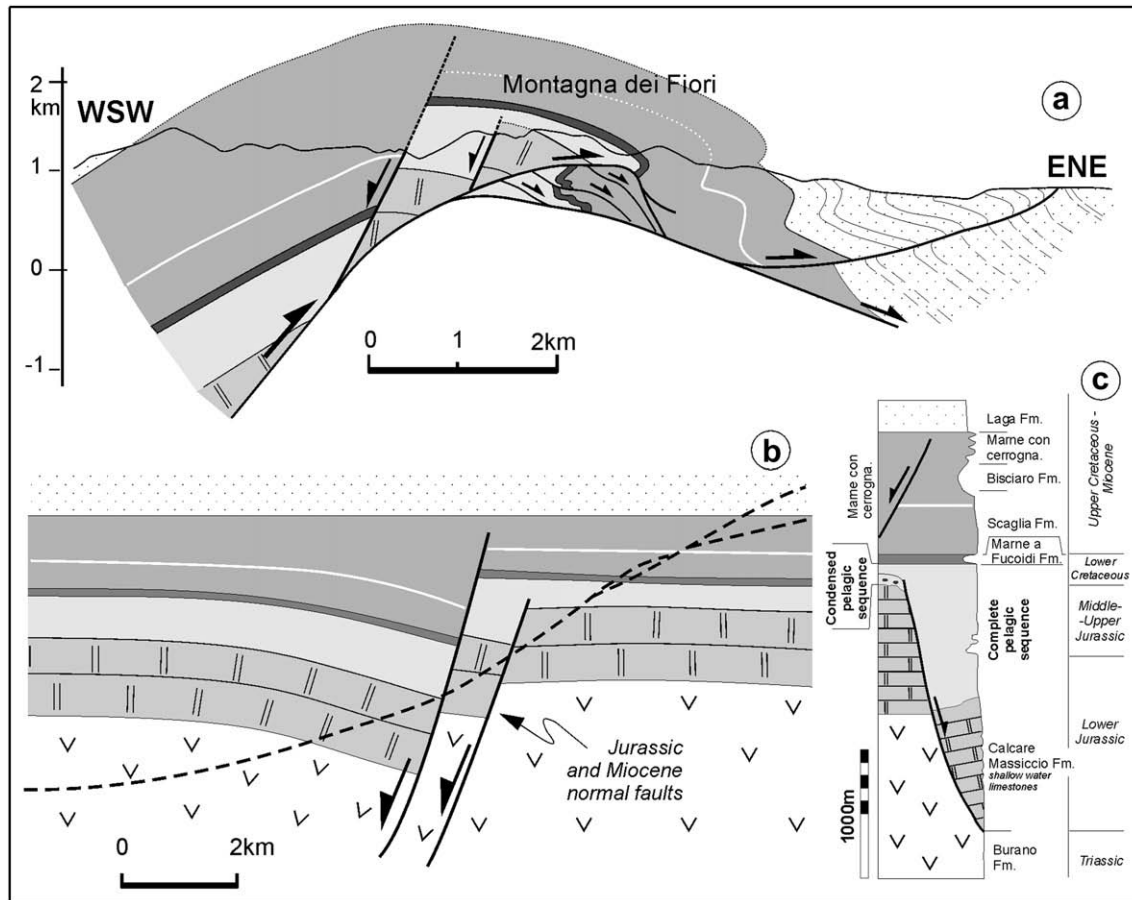 2
km
WSW
1
0
-1
Montagna dei Fiori
a
ENE
0
1
2km
b
Jurassic
and Miocene
normal faults
0
2km
c
Marne con
cerrogna.
Condensed
pelagic
sequence
Complete
pelagic
sequence
1000m
Laga Fm.
Marne con
cerrogna.
Bisciaro Fm.
Scaglia Fm.
Marne a
Fucoidi Fm.
Calcare
Massiccio Fm.
shallow water
limestones
Burano
Fm.
Upper Cretaceous -
Miocene
Lower
Cretaceous
Middle-
-Upper
Jurassic
Lower
Jurassic
Triassic